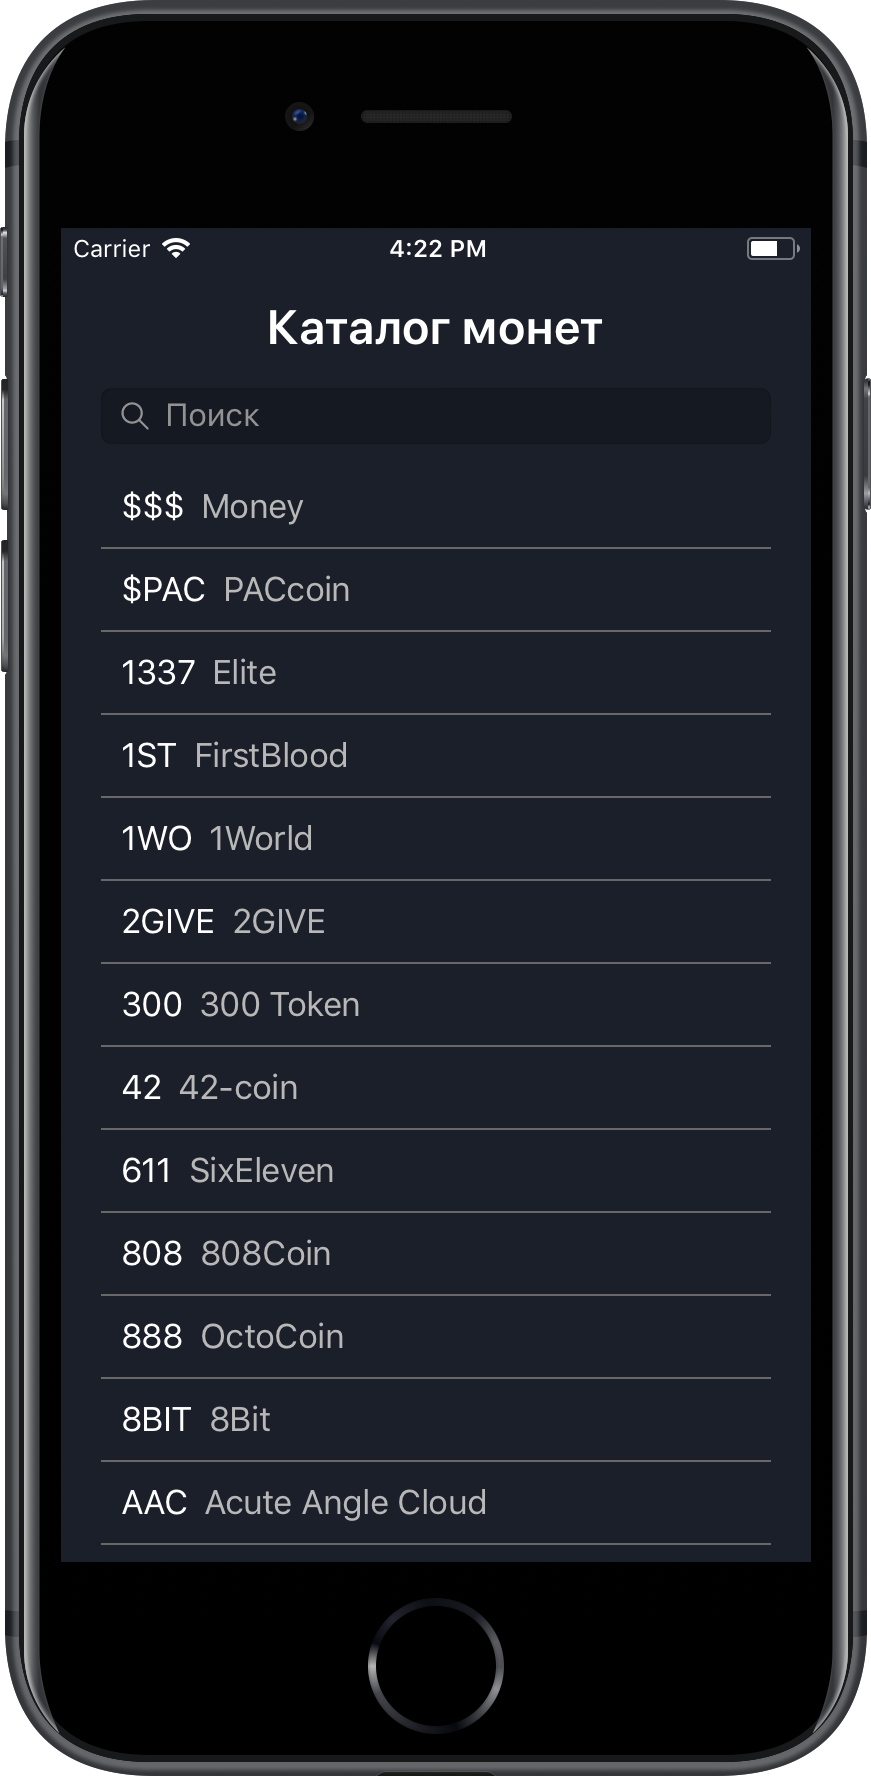 Carrier 4:22 PM
Каталог монет
Поиск
$$$ Money
$PAC PACcoin
1337 Elite
1ST FirstBlood
1WO 1World
2GIVE 2GIVE
300 300 Token
42 42-coin
611 SixEleven
808 808Coin
888 OctoCoin
8BIT 8Bit
AAC Acute Angle Cloud